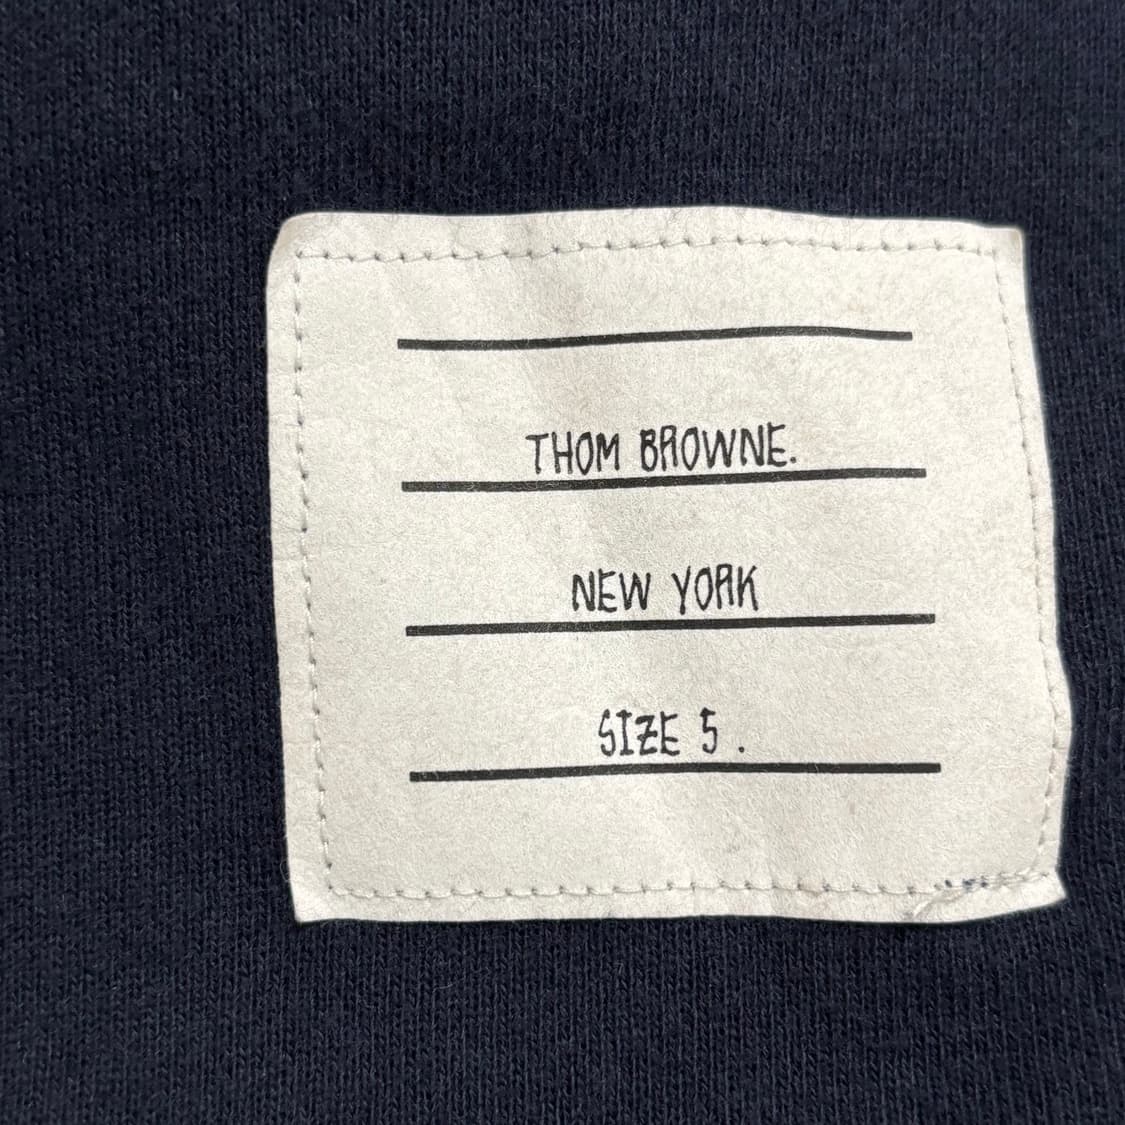 THOM BROWNE.
NEW YORK
SIZE 5 .